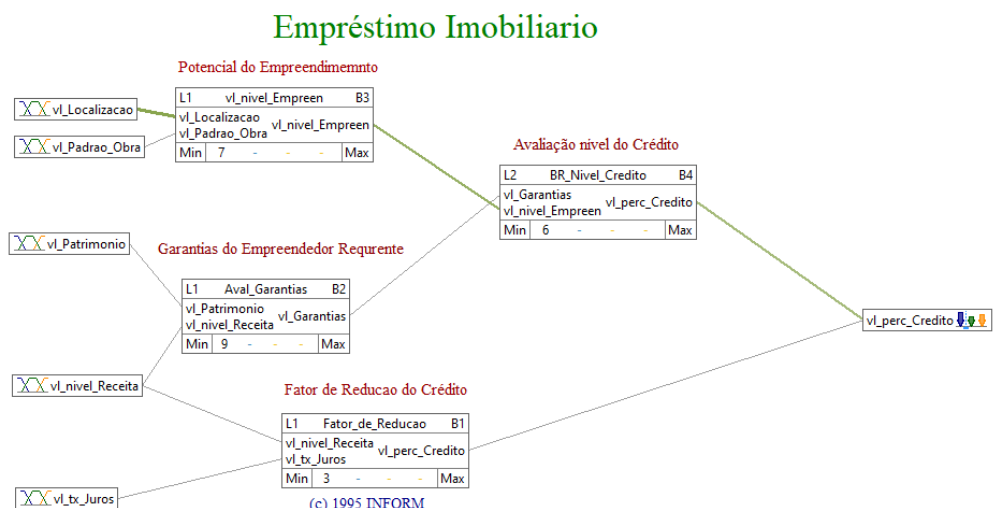 Empréstimo Imobiliario
Potencial do Empreendimemnto
vl_Localizacao
vl_Padrao_Obra
L1 vl_nivel_Empreen B3
vl_Localizacao
vl_Padrao_Obra
vl_nivel_Empreen
Min 7 - - - Max
Avaliação nivel do Crédito
L2 BR_Nivel_Credito B4
vl_Garantias
vl_nivel_Empreen
vl_perc_Credito
Min 6 - - - Max
vl_Patrimonio
Garantias do Empreendedor Requrente
L1 Aval_Garantias B2
vl_Patrimonio
vl_nivel_Receita
vl_Garantias
Min 9 - - - Max
vl_perc_Credito
vl_nivel_Receita
Fator de Reducao do Crédito
L1 Fator_de_Reducao B1
vl_nivel_Receita
vl_tx_Juros
vl_perc_Credito
Min 3 - - - Max
vl_tx_Juros
(c) 1995 INFORM